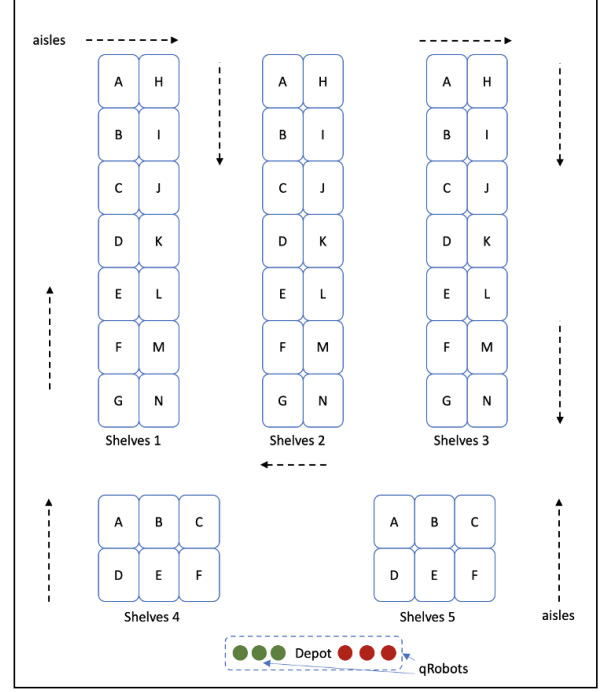 aisles
A H A H A H
B I B I B I
C J C J C J
D K D K D K
E L E L E L
F M F M F M
G N G N G N
Shelves 1 Shelves 2 Shelves 3
A B C A B C
D E F D E F
Shelves 4 Shelves 5 aisles
Depot
qRobots